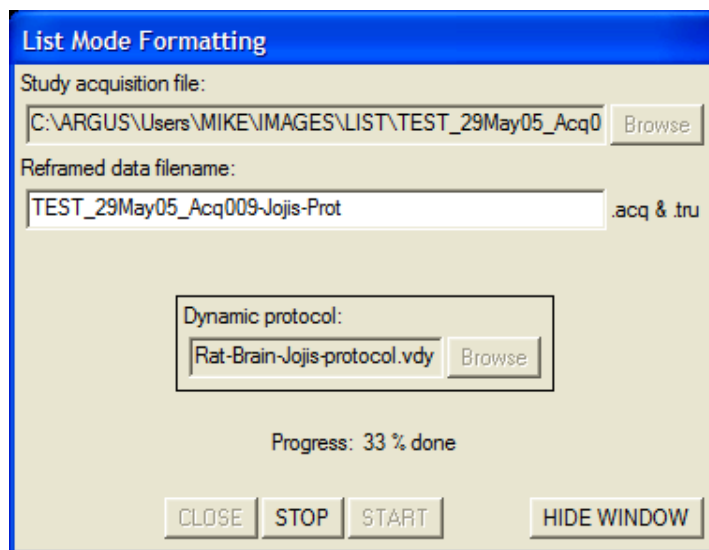 List Mode Formatting
Study acquisition file:
C:\ARGUS\Users\MIKE\IMAGES\LIST\TEST_29May05_Acq0 Browse
Reframed data filename:
TEST_29May05_Acq009-Jojis-Prot .acq & .tru
Dynamic protocol:
Rat-Brain-Jojis-protocol.vdy Browse
Progress: 33 % done
CLOSE STOP START HIDE WINDOW